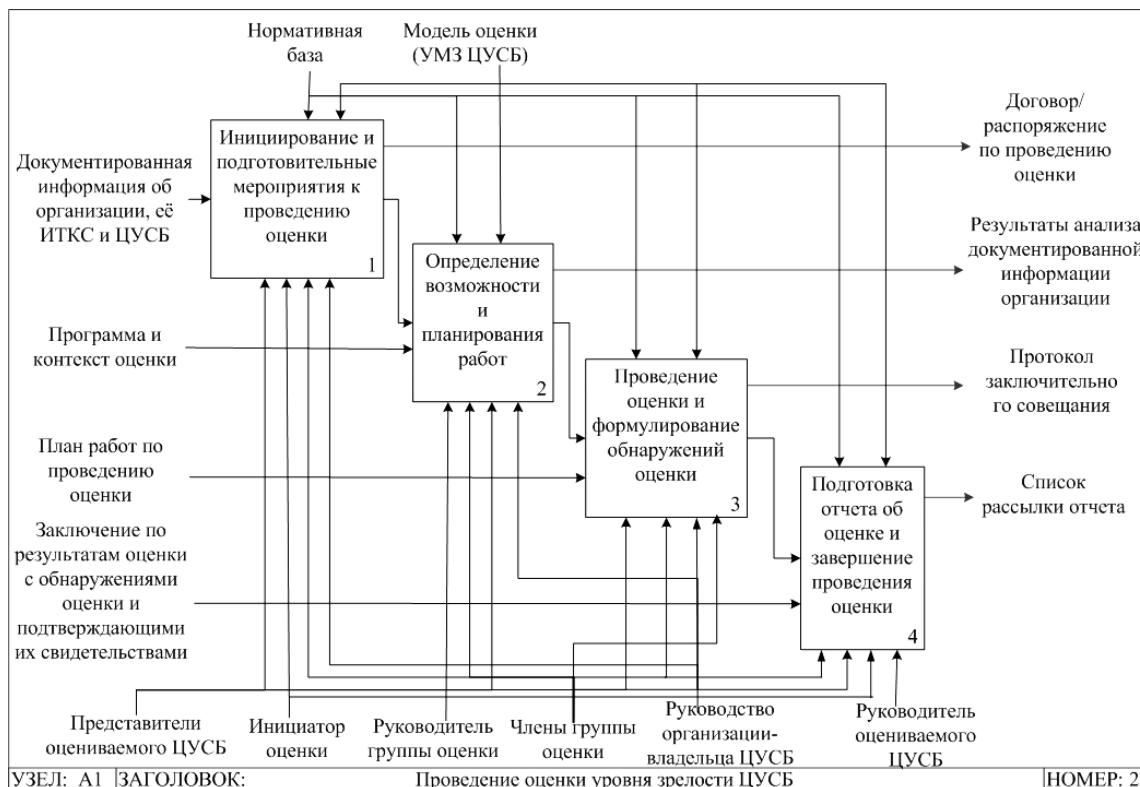 Нормативная
база
Модель оценки
(УМЗ ЦУСБ)
Документированная
информация об
организации, её
ИТКС и ЦУСБ
Инициирование и
подготовительные
мероприятия к
проведению
оценки
1
Договор/
распоряжение
по проведению
оценки
Программа и
контекст оценки
Определение
возможности
и
планирования
работ
2
Результаты анализа
документированной
информации
организации
План работ по
проведению
оценки
Проведение
оценки и
формулирование
обнаружений
оценки
3
Протокол
заключительно
го совещания
Заключение по
результатам оценки
с обнаружениями
оценки и
подтверждающими
их свидетельствами
Подготовка
отчета об
оценке и
завершение
проведения
оценки
4
Список
рассылки отчета
Представители
оцениваемого ЦУСБ
Инициатор
оценки
Руководитель
группы оценки
Члены группы
оценки
Руководство
организации-
владельца ЦУСБ
Руководитель
оцениваемого
ЦУСБ
УЗЕЛ: А1 ЗАГОЛОВОК: Проведение оценки уровня зрелости ЦУСБ НОМЕР: 2